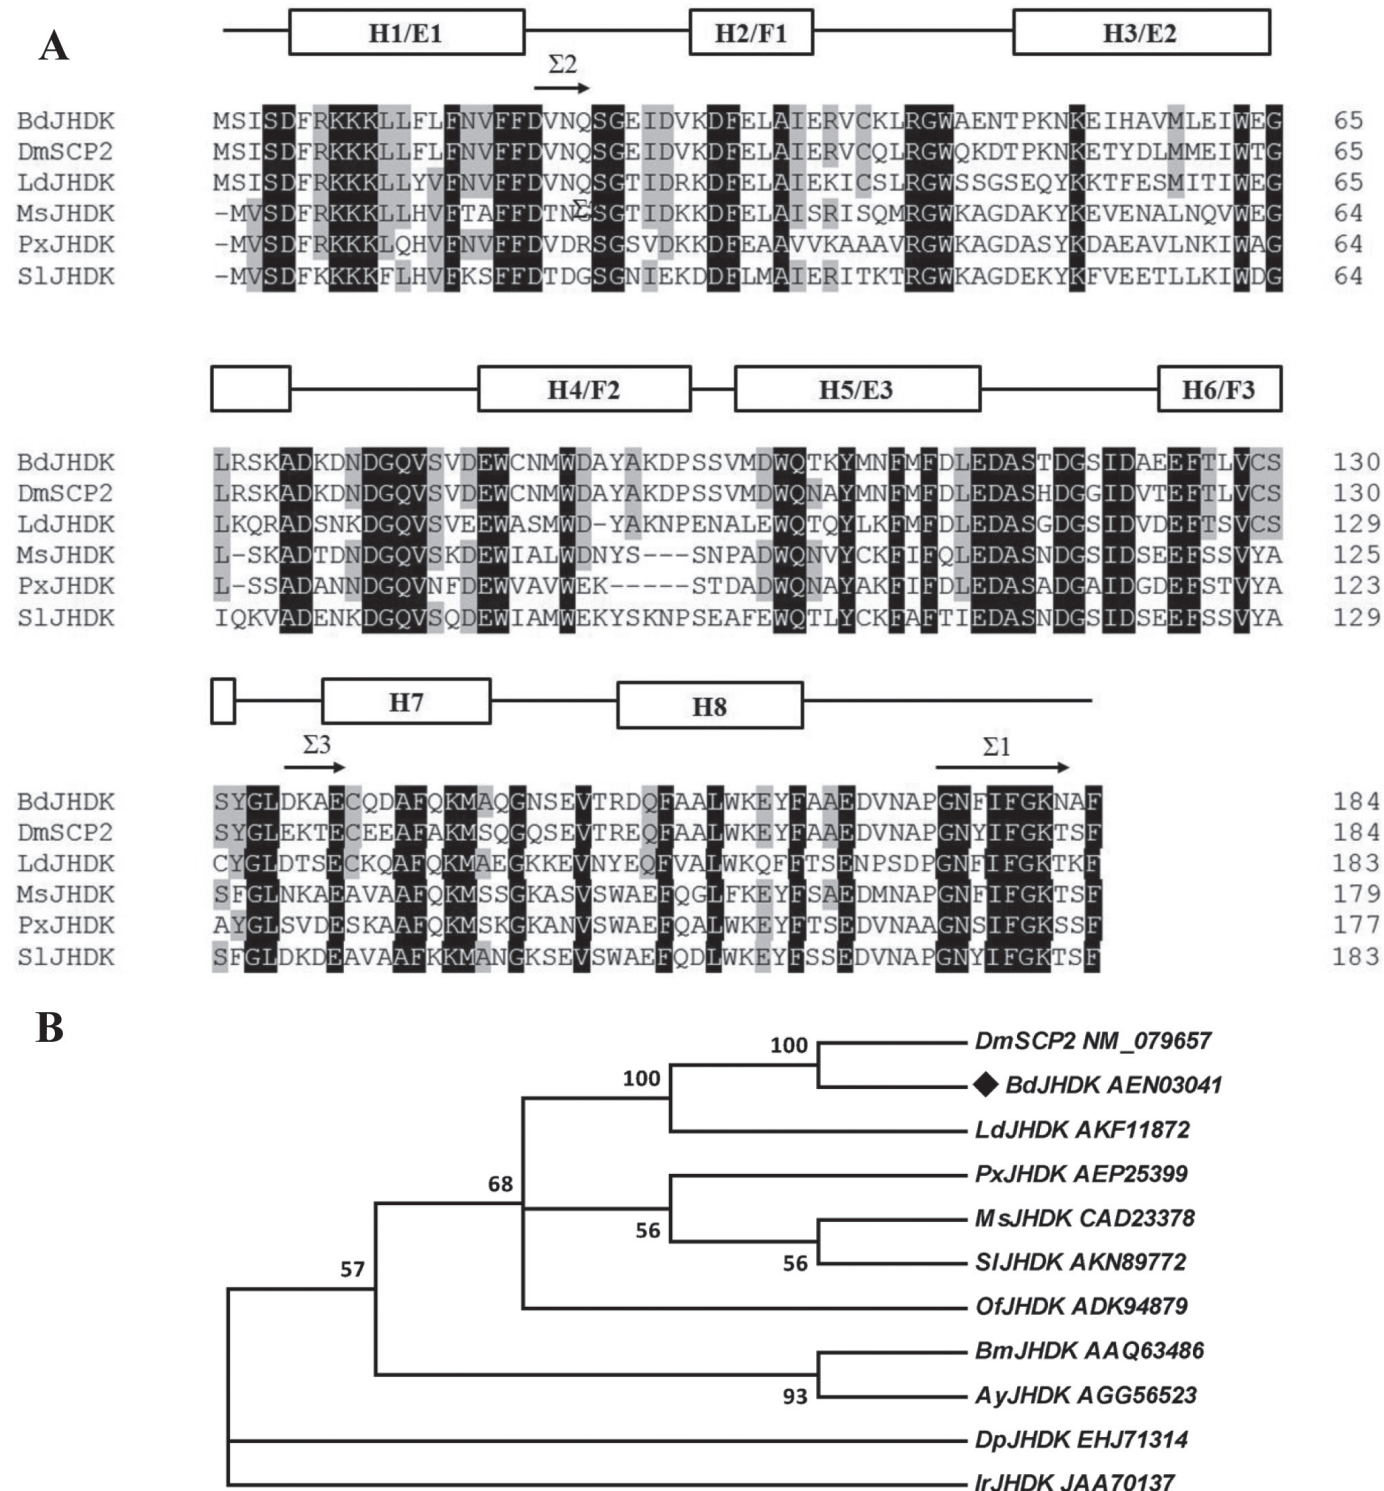 A
H1/E1 H2/F1 H3/E2
Σ2
BdJHDK MSISDFRKKKLLFLFNVFFDVNQSGEIDVKDFELAIERVCKLRGWAENTPKNKEIHAVMLEIWEG 65
DmSCP2 MSISDFRKKKLLFLFNVFFDVNQSGEIDVKDFELAIERVCQLRGWQKDTPKNKETYDLMMEIWTG 65
LdJHDK MSISDFRKKKLLYVFNVFFDVNQSGTIDRKDFELAIEKICSLRGWSSGSEQYKKTFESMITIWEG 65
MsJHDK -MVSDFRKKKLLHVFTAFFDTNGSGTIDKKDFELAISRISQMRGWKAGDAKYKEVENALNQVWEG 64
PxJHDK -MVSDFRKKKLQHVFNVFFDVDRSGSVDKKDFEAAVVKAAAVRGWKAGDASYKDAEAVLNKIWAG 64
SlJHDK -MVSDFKKKKFLHVFKSFFDTDGSGNIEKDDFLMAIERITKTRGWKAGDEKYKFVEETLLKIWDG 64
H4/F2 H5/E3 H6/F3
BdJHDK LRSKADKDNDGQVSVDEWCNMWDAYAKDPSSVMDWQTKYMNFMFDLEDASTDGSIDAEEFTLVCS 130
DmSCP2 LRSKADKDNDGQVSVDEWCNMWDAYAKDPSSVMDWQNAYMNFMFDLEDASHDGGIDVTEFTLVCS 130
LdJHDK LKQRADSNKDGQVSVEEWASMWD-YAKNPENALEWQTQYLKFMFDLEDASGDGSIDVDEFTSVCS 129
MsJHDK L-SKADTDNDGQVSKDEWIALWDNYS---SNPADWQNVYCKFIFQLEDASNDGSIDSEEFSSVYA 125
PxJHDK L-SSADANNDGQVNFDEWVAVWEK-----STDADWQNAYAKFIFDLEDASADGAIDGDEFSTVYA 123
SlJHDK IQKVADENKDGQVSQDEWIAMWEKYSKNPSEAFEWQTLYCKFAFTIEDASNDGSIDSEEFSSVYA 129
H7 H8
Σ3 Σ1
BdJHDK SYGLDKAECQDAFQKMAQGNSEVTRDQFAALWKEYFAAEDVNAPGNFIFGKNAF 184
DmSCP2 SYGLEKTECEEAFAKMSQGQSEVTREQFAALWKEYFAAEDVNAPGNYIFGKTSF 184
LdJHDK CYGLDTSECKQAFQKMAEGKKEVNYEQFVALWKQFFTSENPSDPGNFIFGKTKF 183
MsJHDK SFGLNKAEAVAAFQKMSSGKASVSWAEFQGLFKEYFSAEDMNAPGNFIFGKTSF 179
PxJHDK AYGLSVDESKAAFQKMSKGKANVSWAEFQALWKEYFTSEDVNAAGNSIFGKSSF 177
SlJHDK SFGLDKDEAVAAFKKMANGKSEVSWAEFQDLWKEYFSSEDVNAPGNYIFGKTSF 183
B
100 DmSCP2 NM_079657
100 BdJHDK AEN03041
LdJHDK AKF11872
PxJHDK AEP25399
68
MsJHDK CAD23378
56
56 SlJHDK AKN89772
57
OfJHDK ADK94879
BmJHDK AAQ63486
93 AyJHDK AGG56523
DpJHDK EHJ71314
IrJHDK JAA70137